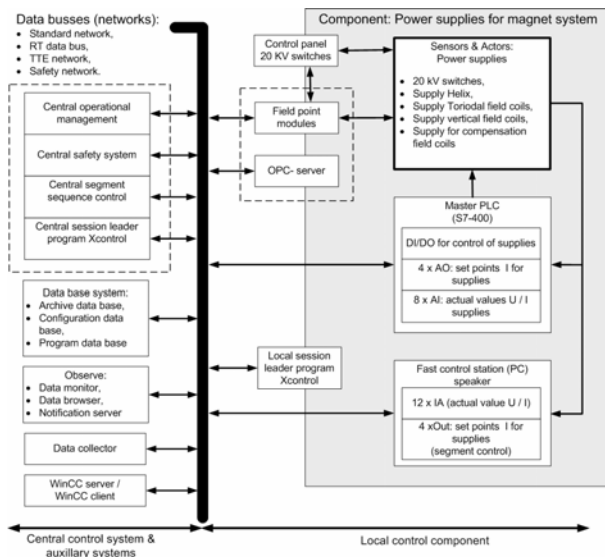 Data busses (networks):
• Standard network,
• RT data bus,
• TTE network,
• Safety network.
Central operational
management
Central safety system
Central segment
sequence control
Central session leader
program Xcontrol
Data base system:
• Archive data base,
• Configuration data
base,
• Program data base
Observe:
• Data monitor,
• Data browser,
• Notification server
Data collector
WinCC server /
WinCC client
Central control system &
auxillary systems
Control panel
20 KV switches
Field point
modules
OPC- server
Local session
leader program
Xcontrol
Component: Power supplies for magnet system
Sensors & Actors:
Power supplies
• 20 kV switches,
• Supply Helix,
• Supply Toriodal field coils,
• Supply vertical field coils,
• Supply for compensation
field coils
Master PLC
(S7-400)
DI/DO for control of supplies
4 x AO: set points I for
supplies
8 x AI: actual values U / I
supplies
Fast control station (PC)
speaker
12 x IA (actual value U / I)
4 xOut: set points I for
supplies
(segment control)
Local control component